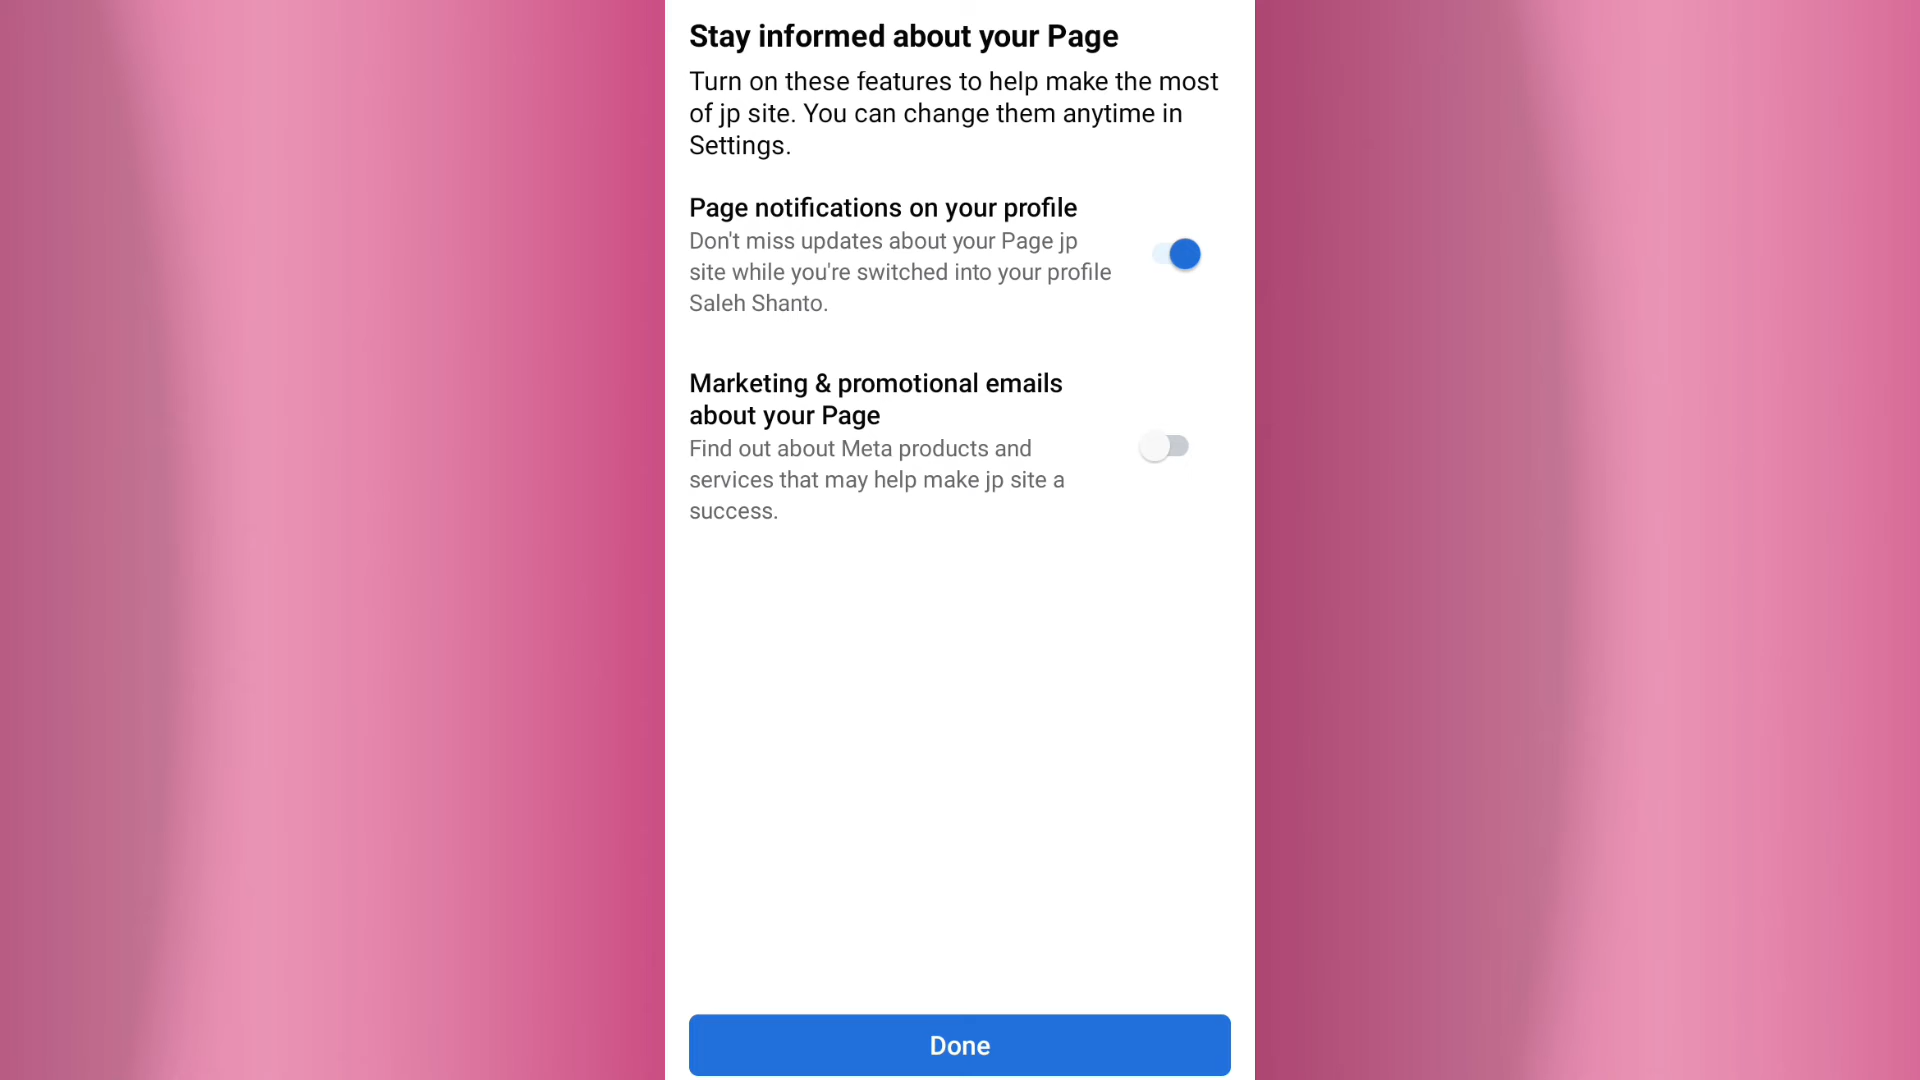 Stay informed about your Page
Turn on these features to help make the most
of jp site. You can change them anytime in
Settings.
Page notifications on your profile
Don't miss updates about your Page jp
site while you're switched into your profile
Saleh Shanto.
Marketing & promotional emails
about your Page
Find out about Meta products and
services that may help make jp site a
success.
Done